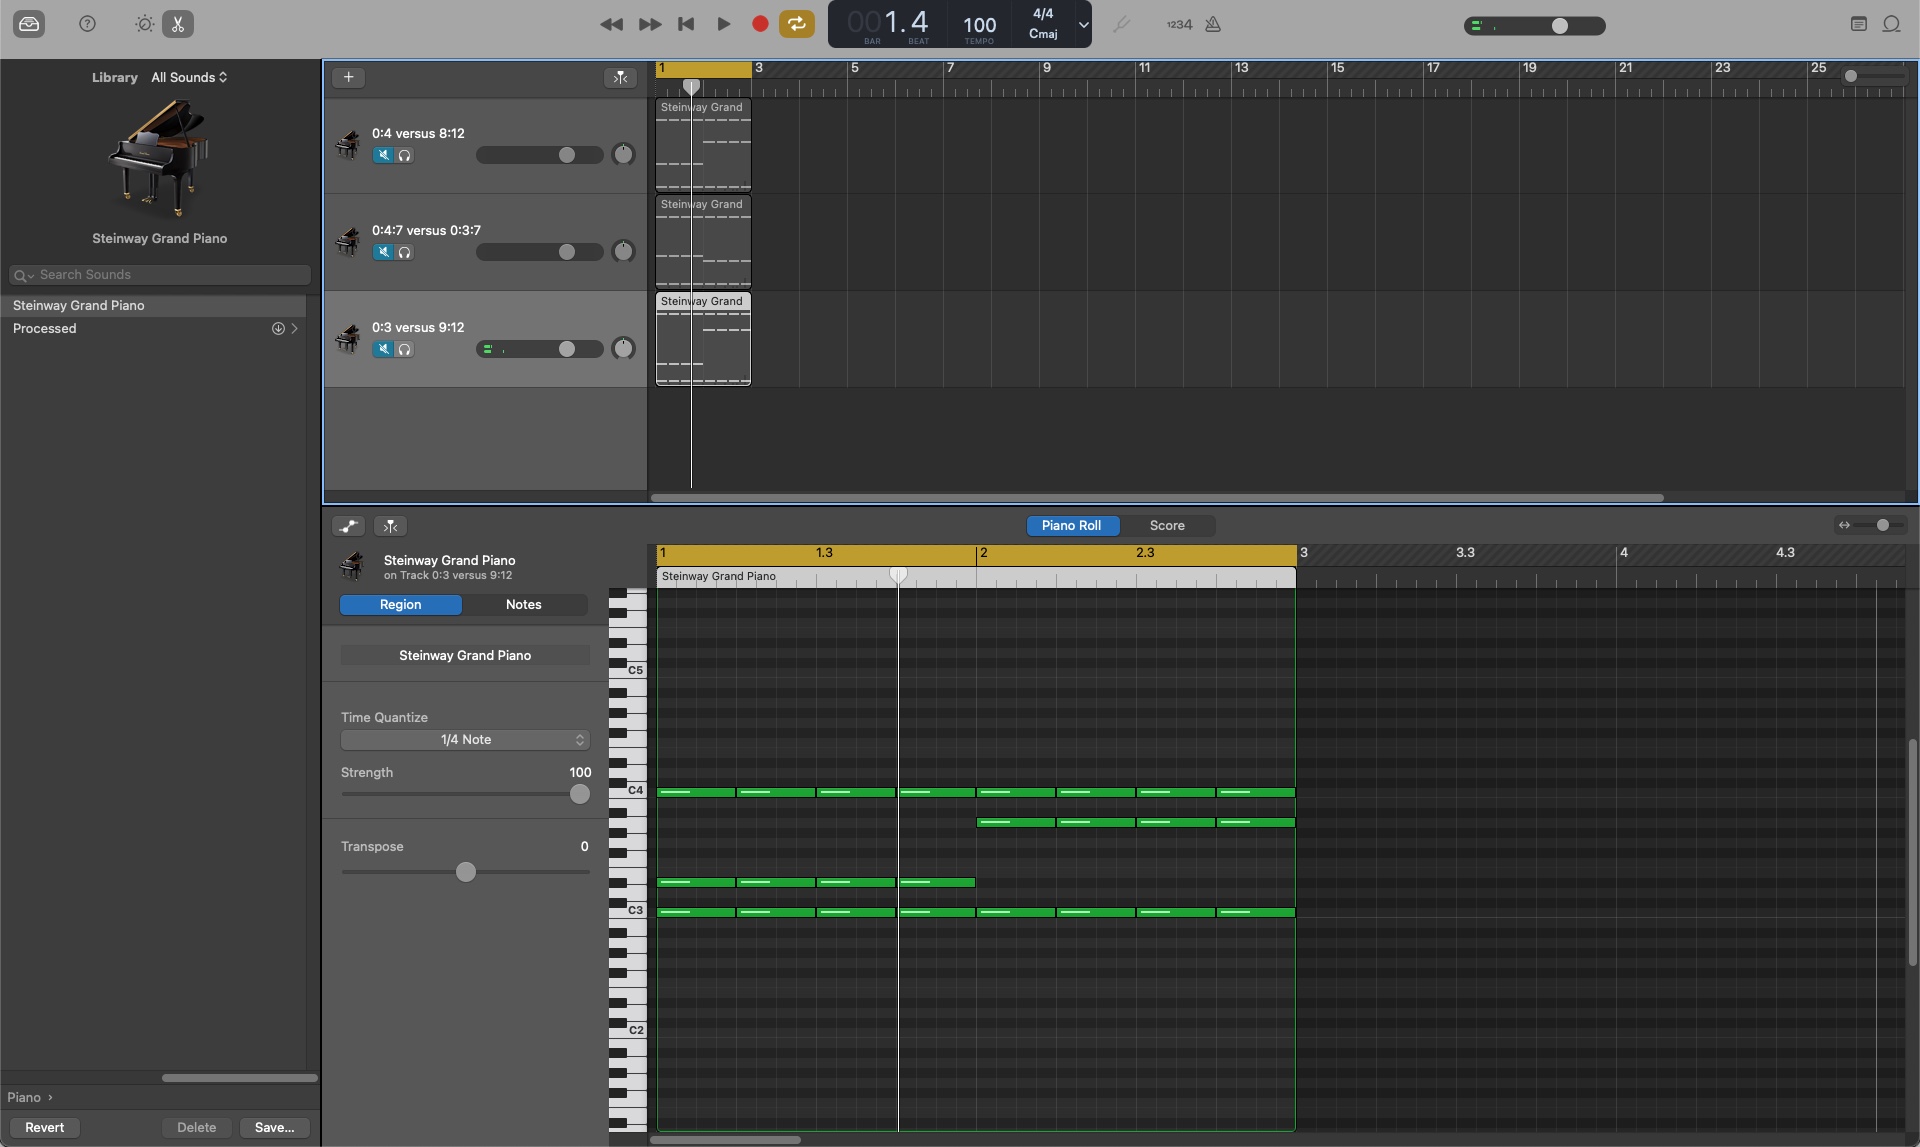 001.4
BAR
BEAT
100
TEMPO
4/4
Cmaj
1234
Library
All Sounds
Steinway Grand Piano
Search Sounds
Steinway Grand Piano
Processed
Piano ›
Revert
Delete
Save...
1 3 5 7 9 11 13 15 17 19 21 23 25
0:4 versus 8:12
Steinway Grand
0:4:7 versus 0:3:7
Steinway Grand
0:3 versus 9:12
Steinway Grand
Piano Roll
Score
Steinway Grand Piano
on Track 0:3 versus 9:12
Region
Notes
Steinway Grand Piano
Time Quantize
1/4 Note
Strength 100
Transpose 0
1 1.3 2 2.3 3 3.3 4 4.3
Steinway Grand Piano
C5
C4
C3
C2